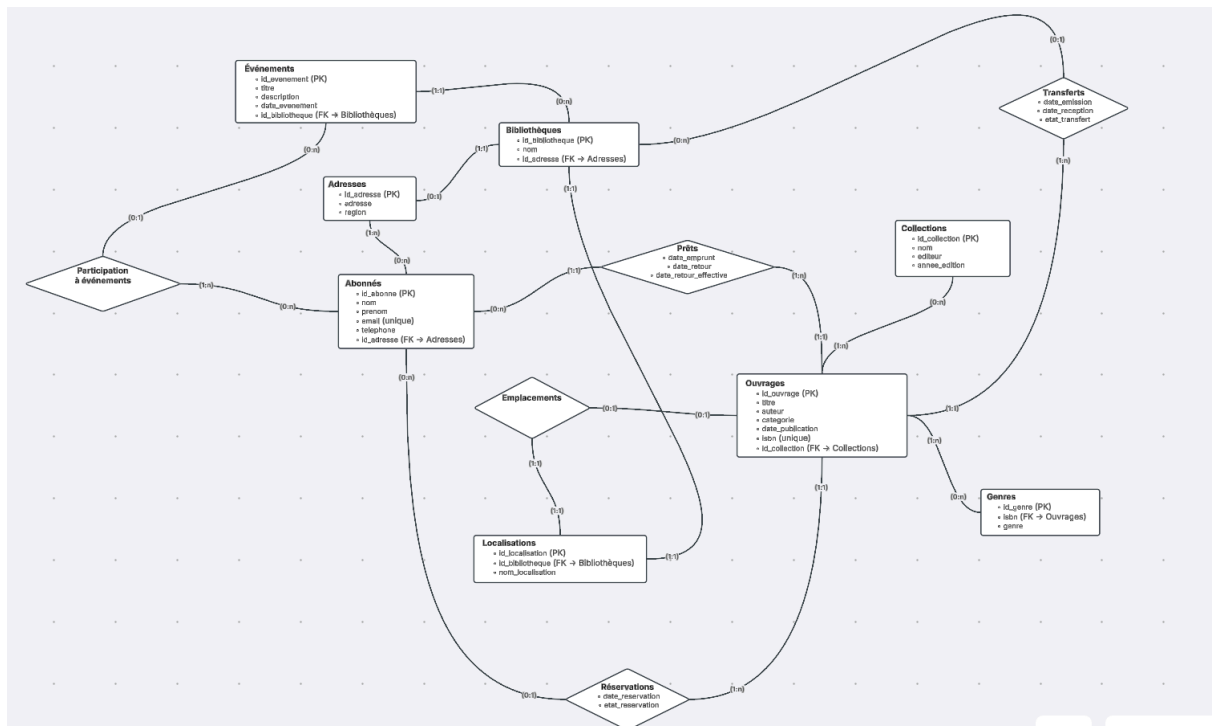 Événements
id_evenement (PK)
titre
description
date_evenement
id_bibliotheque (FK → Bibliothèques)
(1:1)
(0:n)
(0:n)
Bibliothèques
id_bibliotheque (PK)
nom
id_adresse (FK → Adresses)
(1:1)
(0:1)
(1:1)
(0:n)
(0:1)
Transferts
date_emission
date_reception
etat_transfert
(1:n)
(1:1)
Adresses
id_adresse (PK)
adresse
region
(1:n)
(0:n)
(0:1)
Participation
à événements
(1:n)
(0:n)
Abonnés
id_abonne (PK)
nom
prenom
email (unique)
telephone
id_adresse (FK → Adresses)
(0:n)
(1:1)
Prêts
date_emprunt
date_retour
date_retour_effective
(1:n)
(1:1)
Collections
id_collection (PK)
nom
editeur
annee_edition
(0:n)
(1:n)
Ouvrages
id_ouvrage (PK)
titre
auteur
categorie
date_publication
isbn (unique)
id_collection (FK → Collections)
(1:n)
(0:n)
Genres
id_genre (PK)
isbn (FK → Ouvrages)
genre
Emplacements
(0:1)
(0:1)
(1:1)
(1:1)
Localisations
id_localisation (PK)
id_bibliotheque (FK → Bibliothèques)
nom_localisation
(1:1)
(0:n)
(1:1)
(0:1)
(1:n)
Réservations
date_reservation
etat_reservation